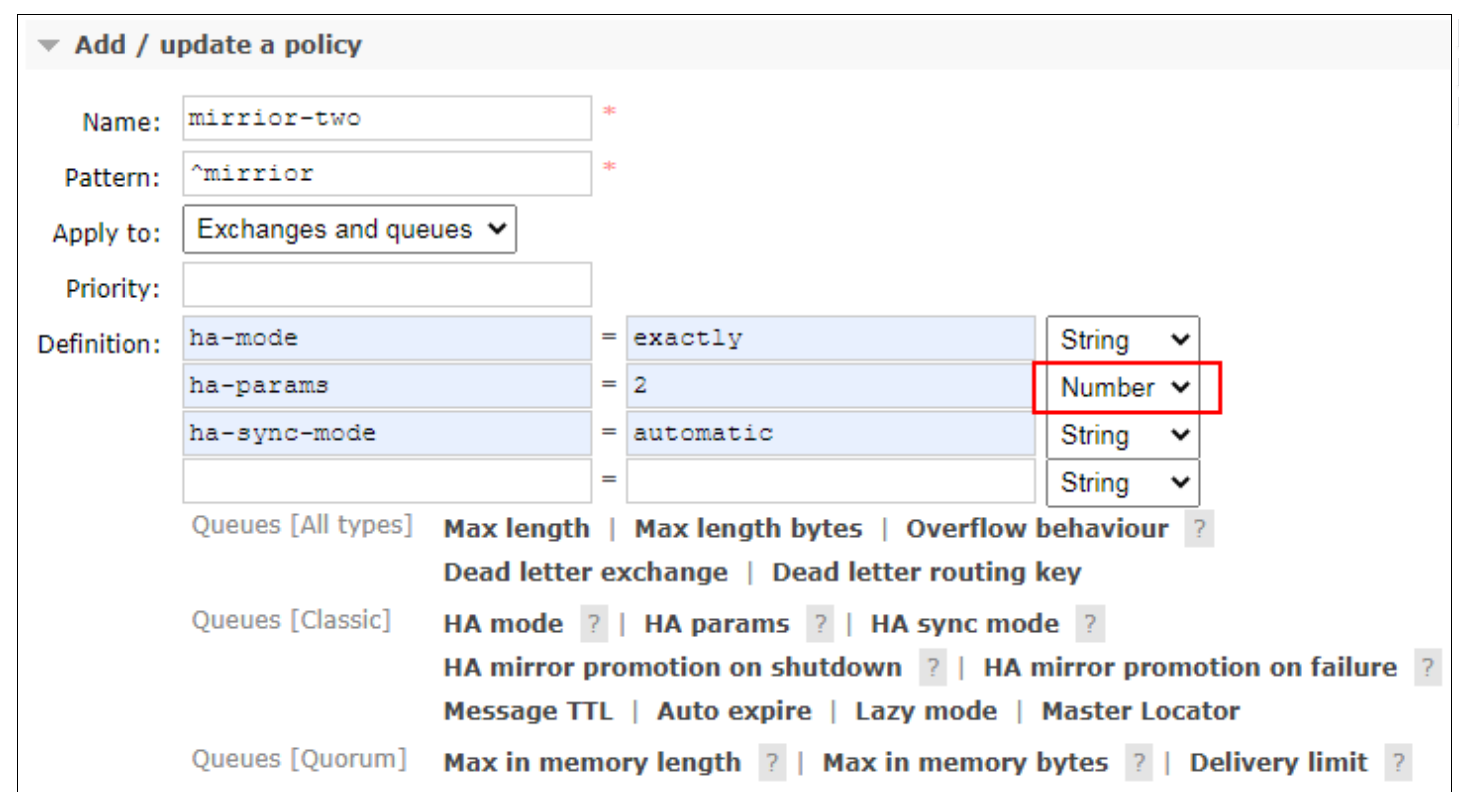 Add / update a policy
Name: mirrior-two *
Pattern: ^mirrior *
Apply to: Exchanges and queues
Priority:
Definition: ha-mode = exactly String
ha-params = 2 Number
ha-sync-mode = automatic String
= String
Queues [All types] Max length | Max length bytes | Overflow behaviour ?
Dead letter exchange | Dead letter routing key
Queues [Classic] HA mode ? | HA params ? | HA sync mode ?
HA mirror promotion on shutdown ? | HA mirror promotion on failure ?
Message TTL | Auto expire | Lazy mode | Master Locator
Queues [Quorum] Max in memory length ? | Max in memory bytes ? | Delivery limit ?